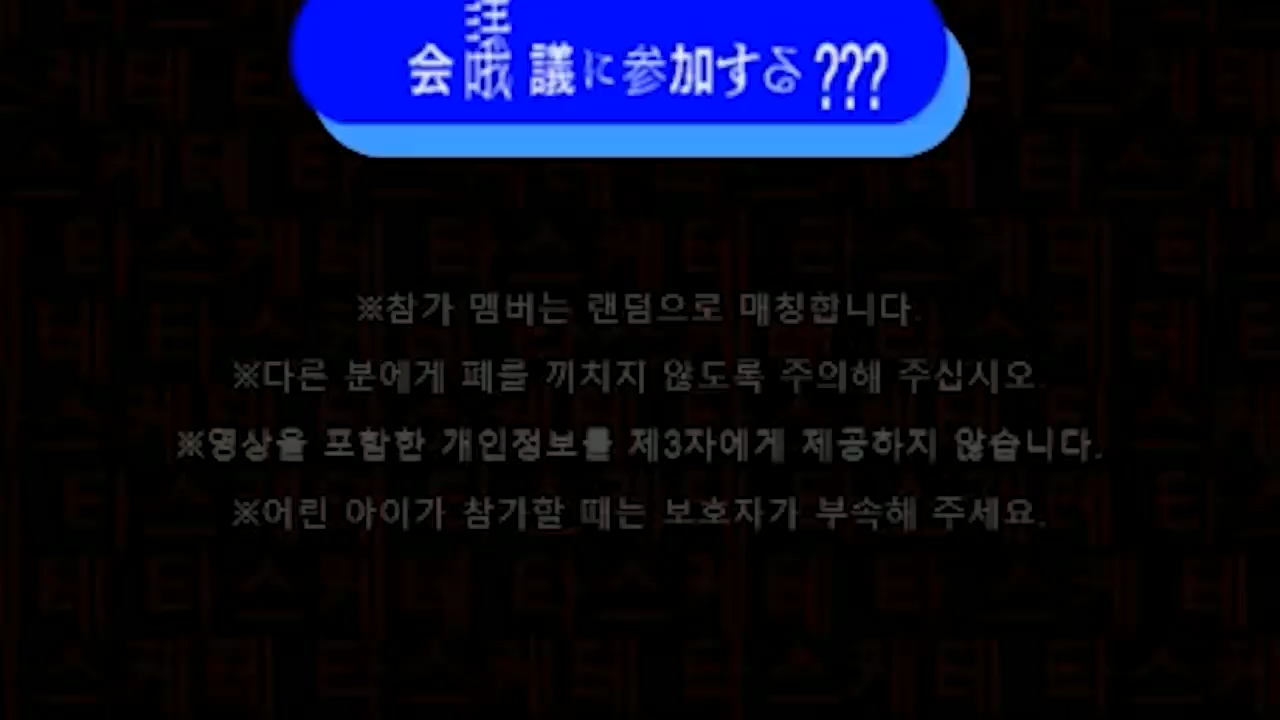 会哦 議に参加する???
※참가 멤버는 랜덤으로 매칭합니다.
※다른 분에게 폐를 끼치지 않도록 주의해 주십시오.
※영상을 포함한 개인정보를 제3자에게 제공하지 않습니다.
※어린 아이가 참가할 때는 보호자가 부속해 주세요.